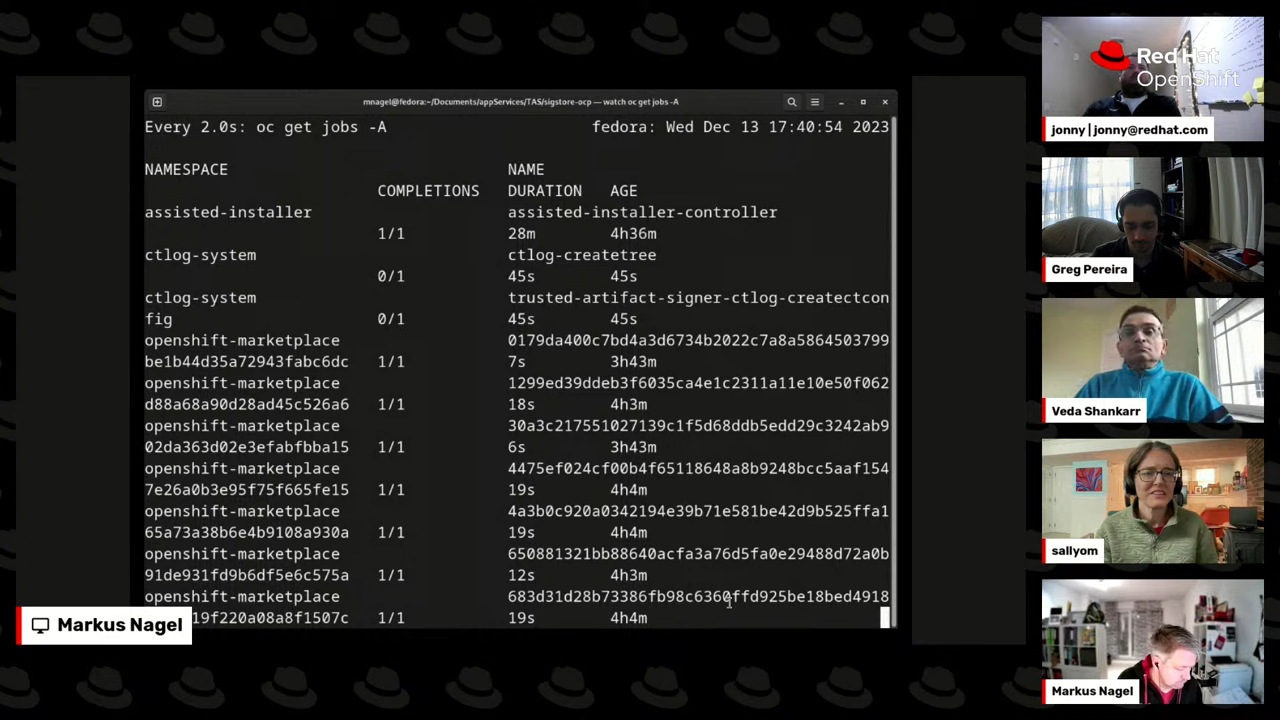 mnagel@fedora:~/Documents/appServices/TAS/sigstore-ocp — watch oc get jobs -A
Every 2.0s: oc get jobs -A fedora: Wed Dec 13 17:40:54 2023
NAMESPACE NAME
COMPLETIONS DURATION AGE
assisted-installer assisted-installer-controller
1/1 28m 4h36m
ctlog-system ctlog-createtree
0/1 45s 45s
ctlog-system trusted-artifact-signer-ctlog-createctcon
fig 0/1 45s 45s
openshift-marketplace 0179da400c7bd4a3d6734b2022c7a8a5864503799
be1b44d35a72943fabc6dc 1/1 7s 3h43m
openshift-marketplace 1299ed39ddeb3f6035ca4e1c2311a11e10e50f062
d88a68a90d28ad45c526a6 1/1 18s 4h3m
openshift-marketplace 30a3c217551027139c1f5d68ddb5edd29c3242ab9
02da363d02e3efabfbba15 1/1 6s 3h43m
openshift-marketplace 4475ef024cf00b4f65118648a8b9248bcc5aaf154
7e26a0b3e95f75f665fe15 1/1 19s 4h4m
openshift-marketplace 4a3b0c920a0342194e39b71e581be42d9b525ffa1
65a73a38b6e4b9108a930a 1/1 19s 4h4m
openshift-marketplace 650881321bb88640acfa3a76d5fa0e29488d72a0b
91de931fd9b6df5e6c575a 1/1 12s 4h3m
openshift-marketplace 683d31d28b73386fb98c6360ffd925be18bed4918
19f220a08a8f1507c 1/1 19s 4h4m
Markus Nagel
Red Hat
OpenShift
jonny | jonny@redhat.com
Greg Pereira
Veda Shankarr
sallyom
Markus Nagel